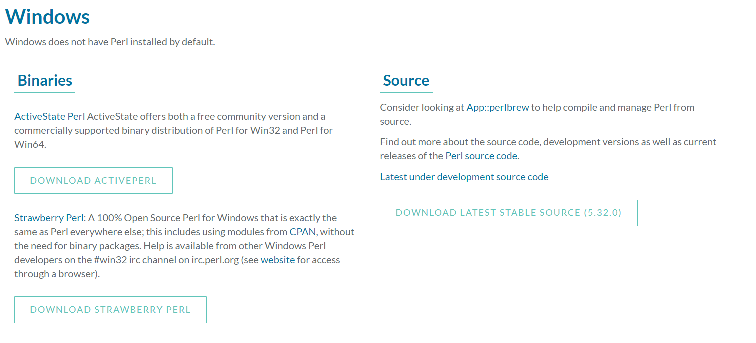 Windows
Windows does not have Perl installed by default.
Binaries
ActiveState Perl ActiveState offers both a free community version and a
commercially supported binary distribution of Perl for Win32 and Perl for
Win64.
DOWNLOAD ACTIVEPERL
Strawberry Perl: A 100% Open Source Perl for Windows that is exactly the
same as Perl everywhere else; this includes using modules from CPAN, without
the need for binary packages. Help is available from other Windows Perl
developers on the #win32 irc channel on irc.perl.org (see website for access
through a browser).
DOWNLOAD STRAWBERRY PERL
Source
Consider looking at App::perlbrew to help compile and manage Perl from
source.
Find out more about the source code, development versions as well as current
releases of the Perl source code.
Latest under development source code
DOWNLOAD LATEST STABLE SOURCE (5.32.0)